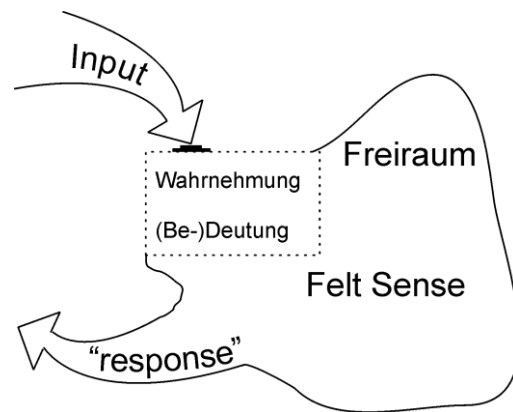 Input
Freiraum
Wahrnehmung
(Be-)Deutung
Felt Sense
“response”